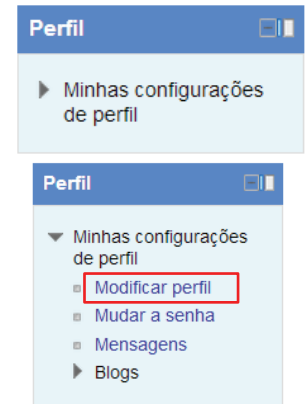 Perfil
Minhas configurações
de perfil
Perfil
Minhas configurações
de perfil
Modificar perfil
Mudar a senha
Mensagens
Blogs